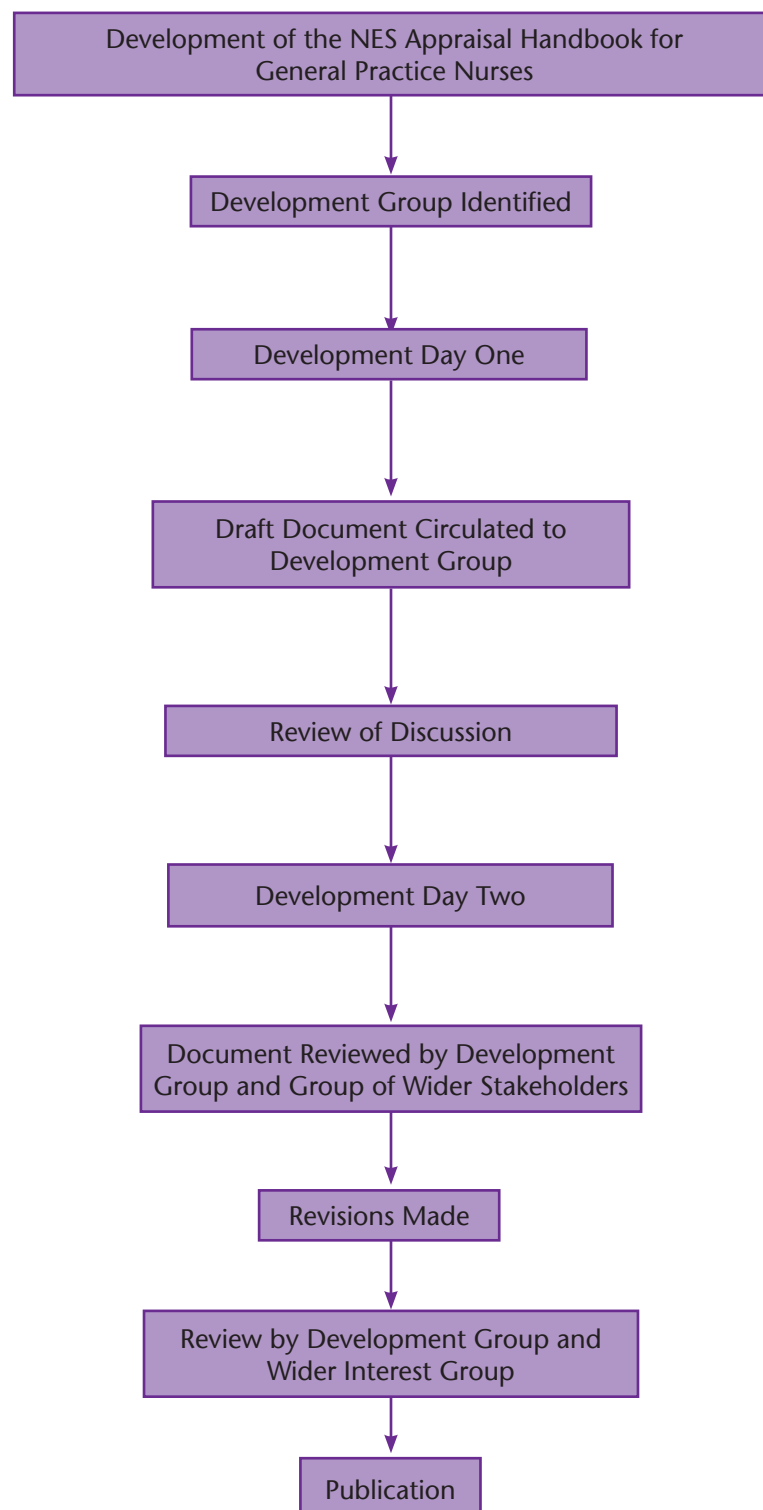 Development of the NES Appraisal Handbook for
General Practice Nurses
Development Group Identified
Development Day One
Draft Document Circulated to
Development Group
Review of Discussion
Development Day Two
Document Reviewed by Development
Group and Group of Wider Stakeholders
Revisions Made
Review by Development Group and
Wider Interest Group
Publication